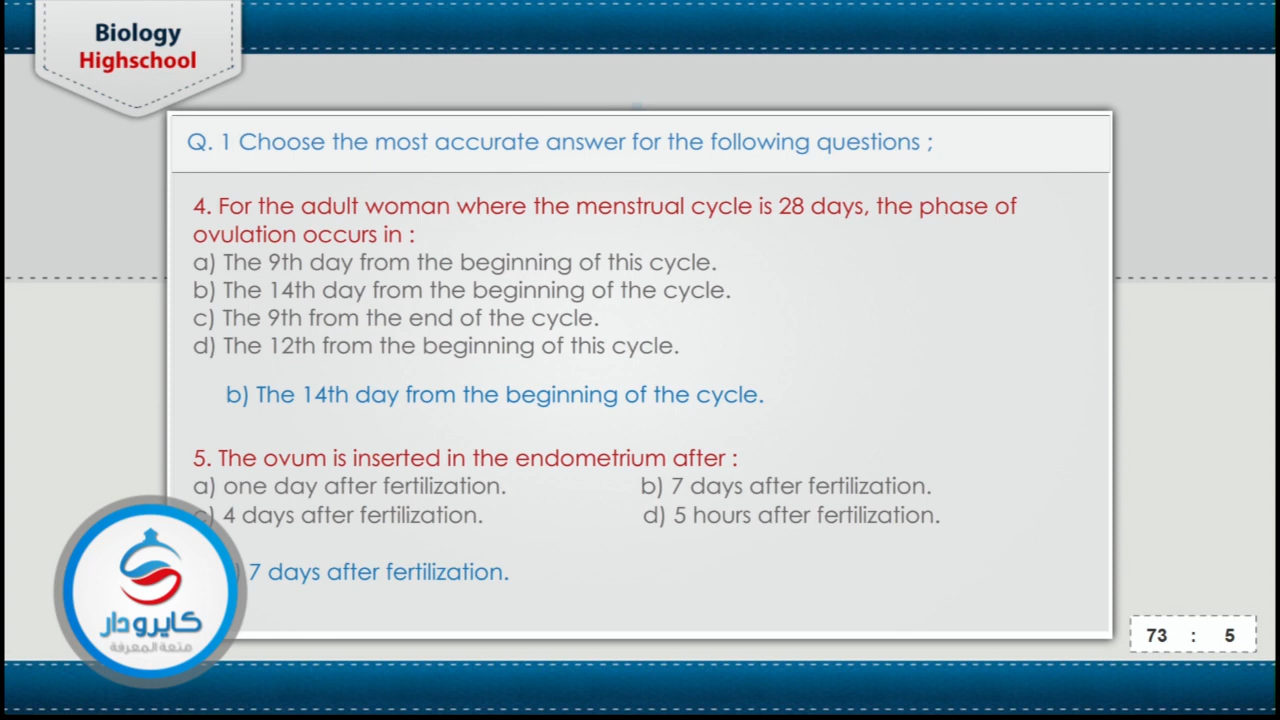 Biology
Highschool
Q. 1 Choose the most accurate answer for the following questions ;
4. For the adult woman where the menstrual cycle is 28 days, the phase of
ovulation occurs in :
a) The 9th day from the beginning of this cycle.
b) The 14th day from the beginning of the cycle.
c) The 9th from the end of the cycle.
d) The 12th from the beginning of this cycle.
b) The 14th day from the beginning of the cycle.
5. The ovum is inserted in the endometrium after :
a) one day after fertilization. b) 7 days after fertilization.
c) 4 days after fertilization. d) 5 hours after fertilization.
) 7 days after fertilization.
كايرودار
متعة المعرفة
73 : 5